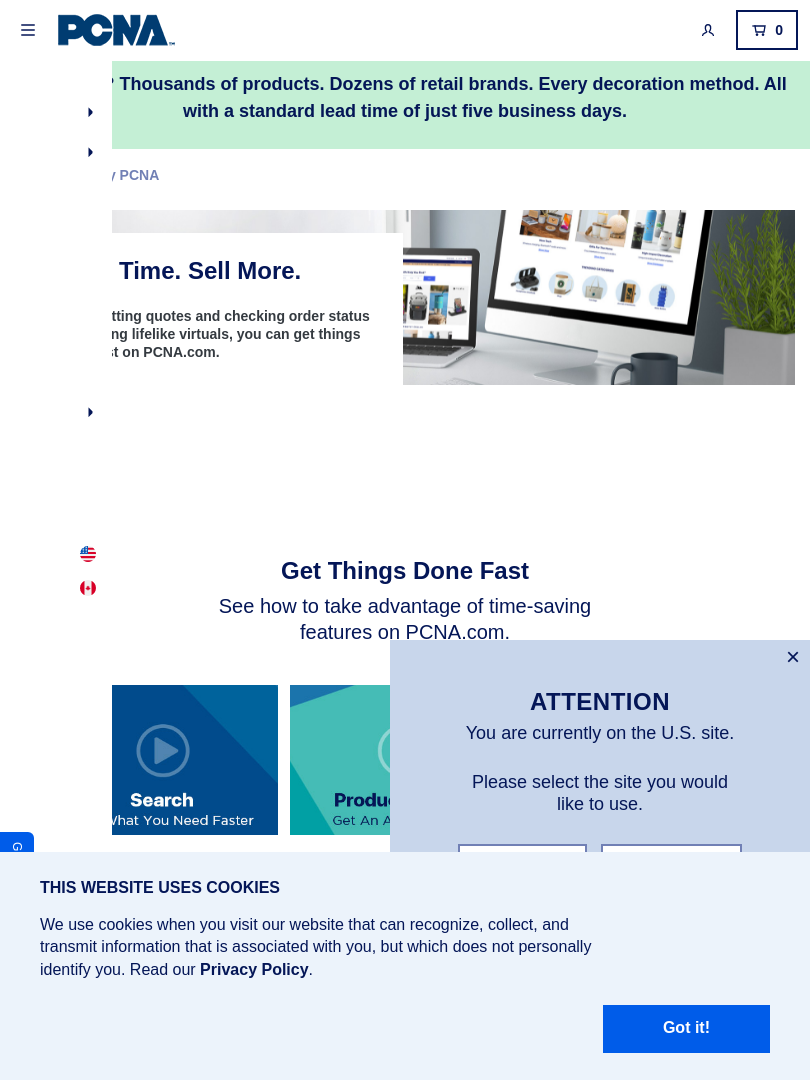 PCNA
0
? Thousands of products. Dozens of retail brands. Every decoration method. All
with a standard lead time of just five business days.
y PCNA
Time. Sell More.
tting quotes and checking order status
ng lifelike virtuals, you can get things
st on PCNA.com.
Get Things Done Fast
See how to take advantage of time-saving
features on PCNA.com.
Search
What You Need Faster
Produ
Get An A
ATTENTION
You are currently on the U.S. site.
Please select the site you would
like to use.
G
THIS WEBSITE USES COOKIES
We use cookies when you visit our website that can recognize, collect, and
transmit information that is associated with you, but which does not personally
identify you. Read our Privacy Policy.
Got it!